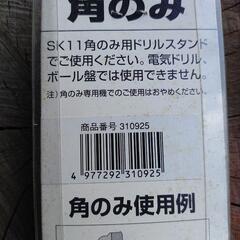 角のみ
SK11角のみ用ドリルスタンド
でご使用ください。電気ドリル、
ボール盤では使用できません。
注）角のみ専用機でのご使用はおやめください。
商品番号 310925
4 977292 310925
角のみ使用例